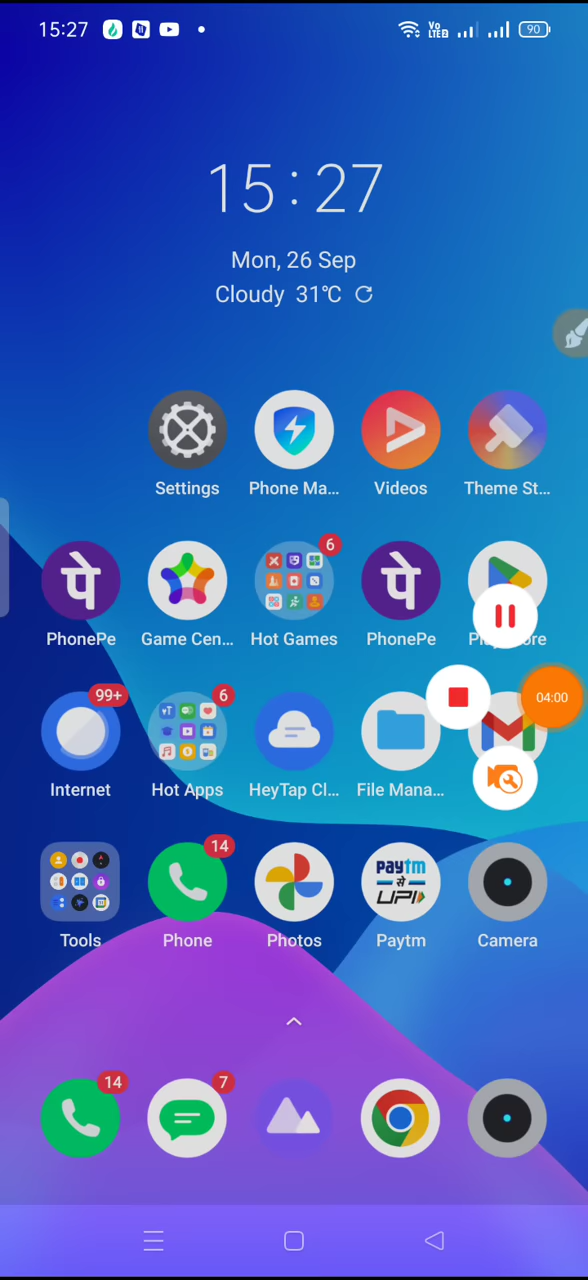 15:27
Vo
LTE2
90
15:27
Mon, 26 Sep
Cloudy 31℃
Settings
Phone Ma...
Videos
Theme St...
पे
पे
6
PhonePe
Game Cen...
Hot Games
PhonePe
99+
6
04:00
Internet
Hot Apps
HeyTap Cl...
File Mana...
14
paytm
से
UPI
Tools
Phone
Photos
Paytm
Camera
14
7